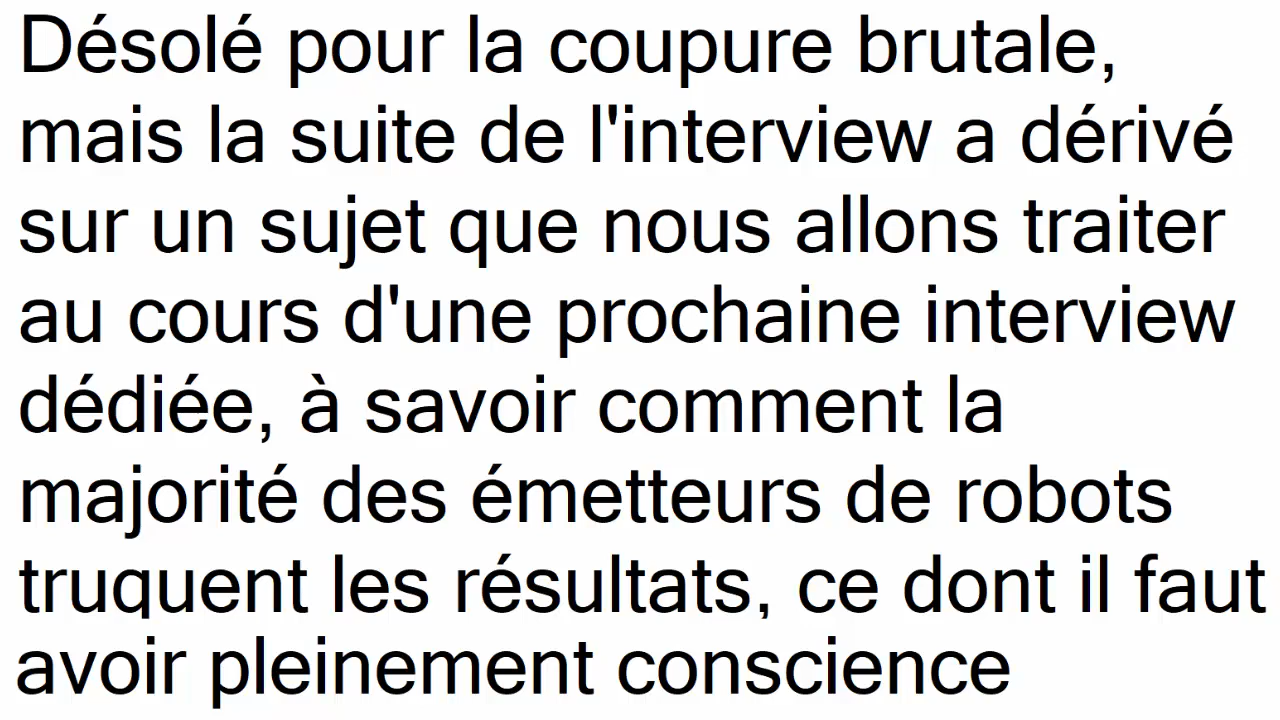 Désolé pour la coupure brutale,
mais la suite de l'interview a dérivé
sur un sujet que nous allons traiter
au cours d'une prochaine interview
dédiée, à savoir comment la
majorité des émetteurs de robots
truquent les résultats, ce dont il faut
avoir pleinement conscience